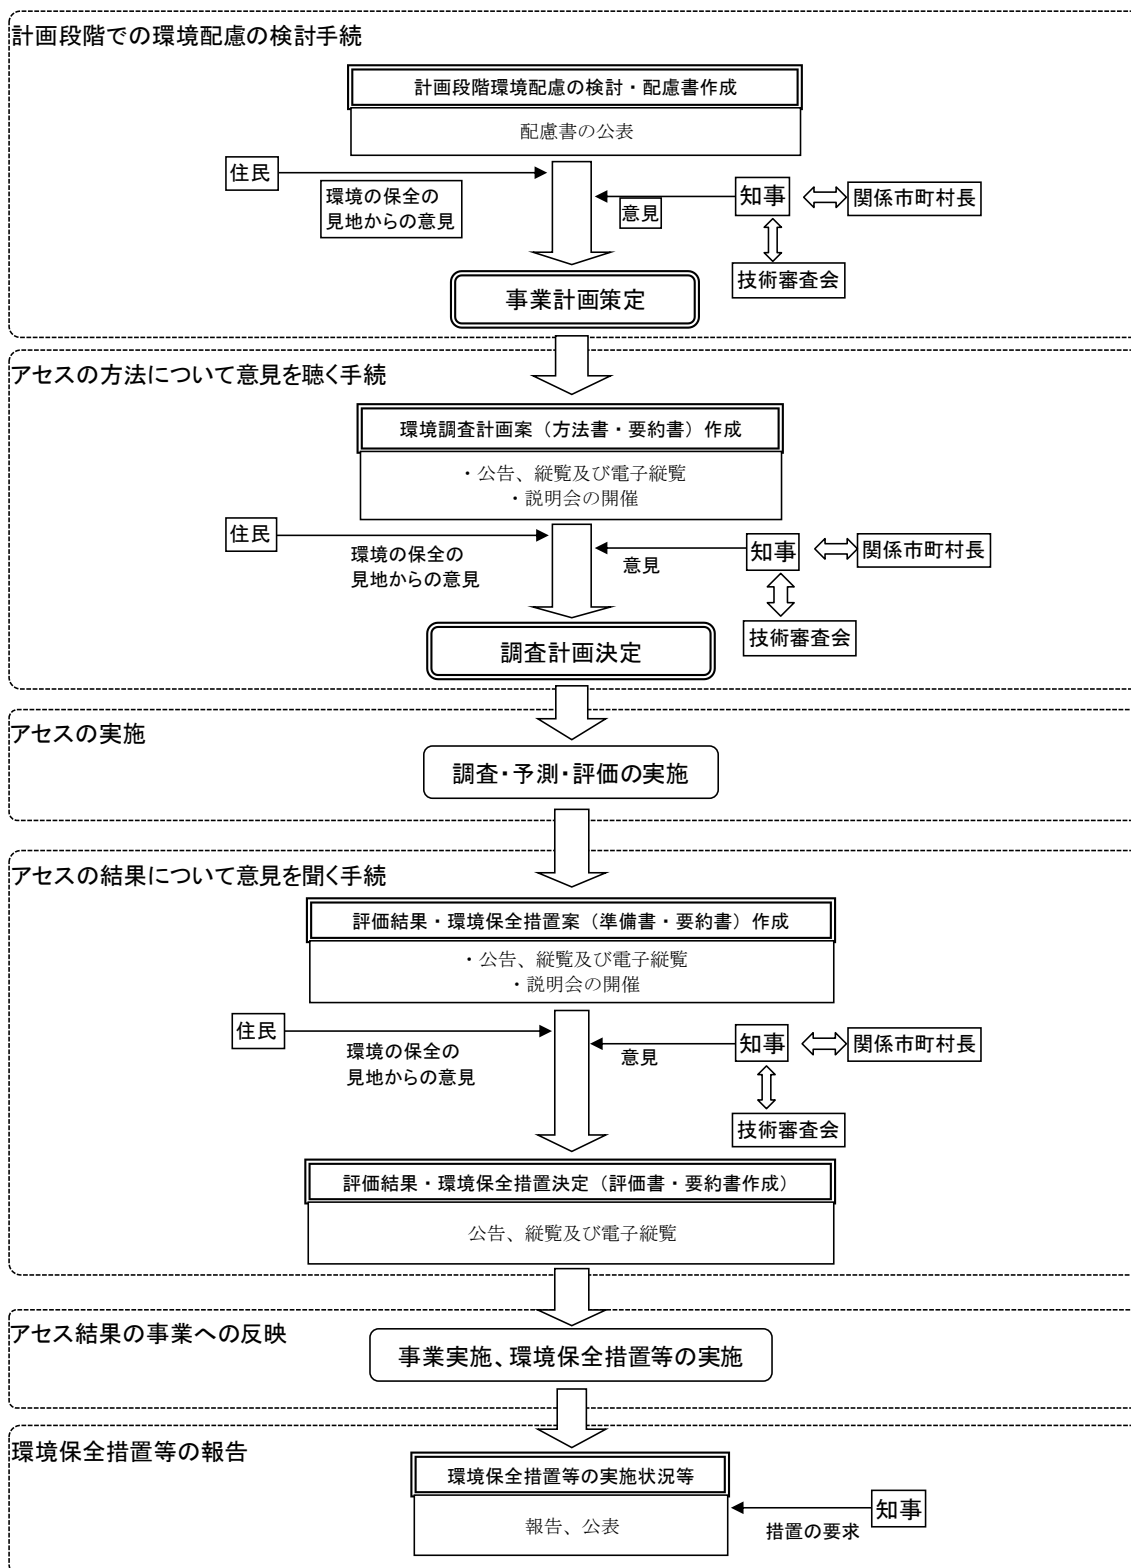 計画段階での環境配慮の検討手続
計画段階環境配慮の検討・配慮書作成
配慮書の公表
住民
環境の保全の
見地からの意見
意見
知事
関係市町村長
技術審査会
事業計画策定
アセスの方法について意見を聴く手続
環境調査計画案（方法書・要約書）作成
・公告、縦覧及び電子縦覧
・説明会の開催
住民
環境の保全の
見地からの意見
意見
知事
関係市町村長
技術審査会
調査計画決定
アセスの実施
調査・予測・評価の実施
アセスの結果について意見を聞く手続
評価結果・環境保全措置案（準備書・要約書）作成
・公告、縦覧及び電子縦覧
・説明会の開催
住民
環境の保全の
見地からの意見
意見
知事
関係市町村長
技術審査会
評価結果・環境保全措置決定（評価書・要約書作成）
公告、縦覧及び電子縦覧
アセス結果の事業への反映
事業実施、環境保全措置等の実施
環境保全措置等の報告
環境保全措置等の実施状況等
報告、公表
知事
措置の要求